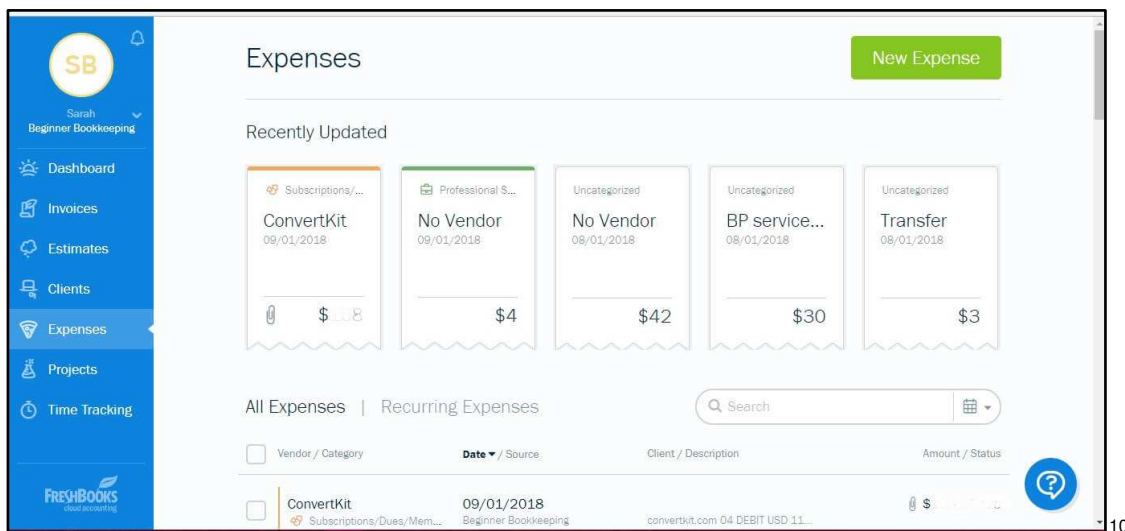 SB
Sarah
Beginner Bookkeeping
Dashboard
Invoices
Estimates
Clients
Expenses
Projects
Time Tracking
FRESHBOOKS
cloud accounting
Expenses
New Expense
Recently Updated
Subscriptions/...
ConvertKit
09/01/2018
$
Professional S...
No Vendor
09/01/2018
$4
Uncategorized
No Vendor
08/01/2018
$42
Uncategorized
BP service...
08/01/2018
$30
Uncategorized
Transfer
08/01/2018
$3
All Expenses | Recurring Expenses
Search
Vendor / Category Date / Source Client / Description Amount / Status
ConvertKit 09/01/2018 $
Subscriptions/Dues/Mem... Beginner Bookkeeping convertkit.com 04 DEBIT USD 11...
?
10